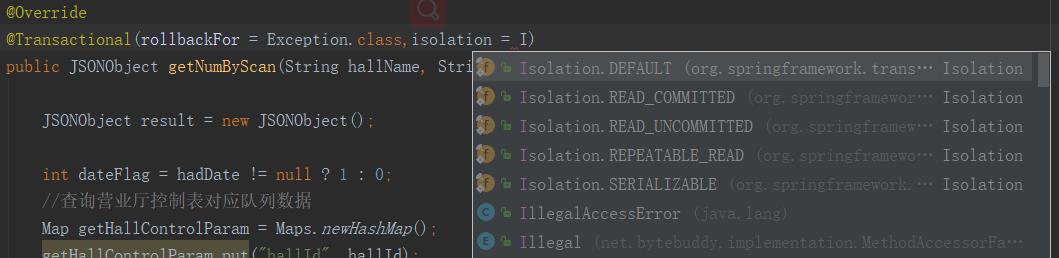 @Override
@Transactional(rollbackFor = Exception.class,isolation = I)
public JSONObject getNumByScan(String hallName, Stri
Isolation.DEFAULT (org.springframework.trans… Isolation
Isolation.READ_COMMITTED (org.springframewor… Isolation
JSONObject result = new JSONObject();
Isolation.READ_UNCOMMITTED (org.springframew… Isolation
Isolation.REPEATABLE_READ (org.springframewo… Isolation
int dateFlag = hadDate != null ? 1 : 0;
Isolation.SERIALIZABLE (org.springframework.… Isolation
//查询营业厅控制表对应队列数据
IllegalAccessError (java.lang)
Map getHallControlParam = Maps.newHashMap();
Illegal (net.bytebuddy.implementation.MethodAccessorFa…
getHallControlParam.put("hallId", hallId);